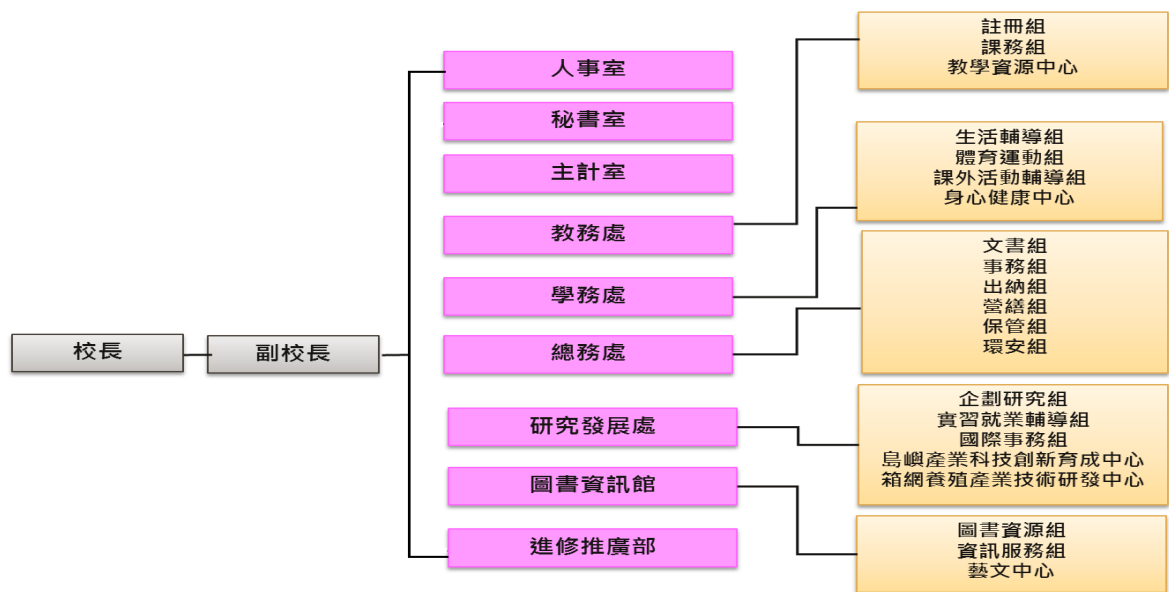 校長
副校長
人事室
秘書室
主計室
教務處
學務處
總務處
研究發展處
圖書資訊館
進修推廣部
註冊組
課務組
教學資源中心
生活輔導組
體育運動組
課外活動輔導組
身心健康中心
文書組
事務組
出納組
營繕組
保管組
環安組
企劃研究組
實習就業輔導組
國際事務組
島嶼產業科技創新育成中心
箱網養殖產業技術研發中心
圖書資源組
資訊服務組
藝文中心